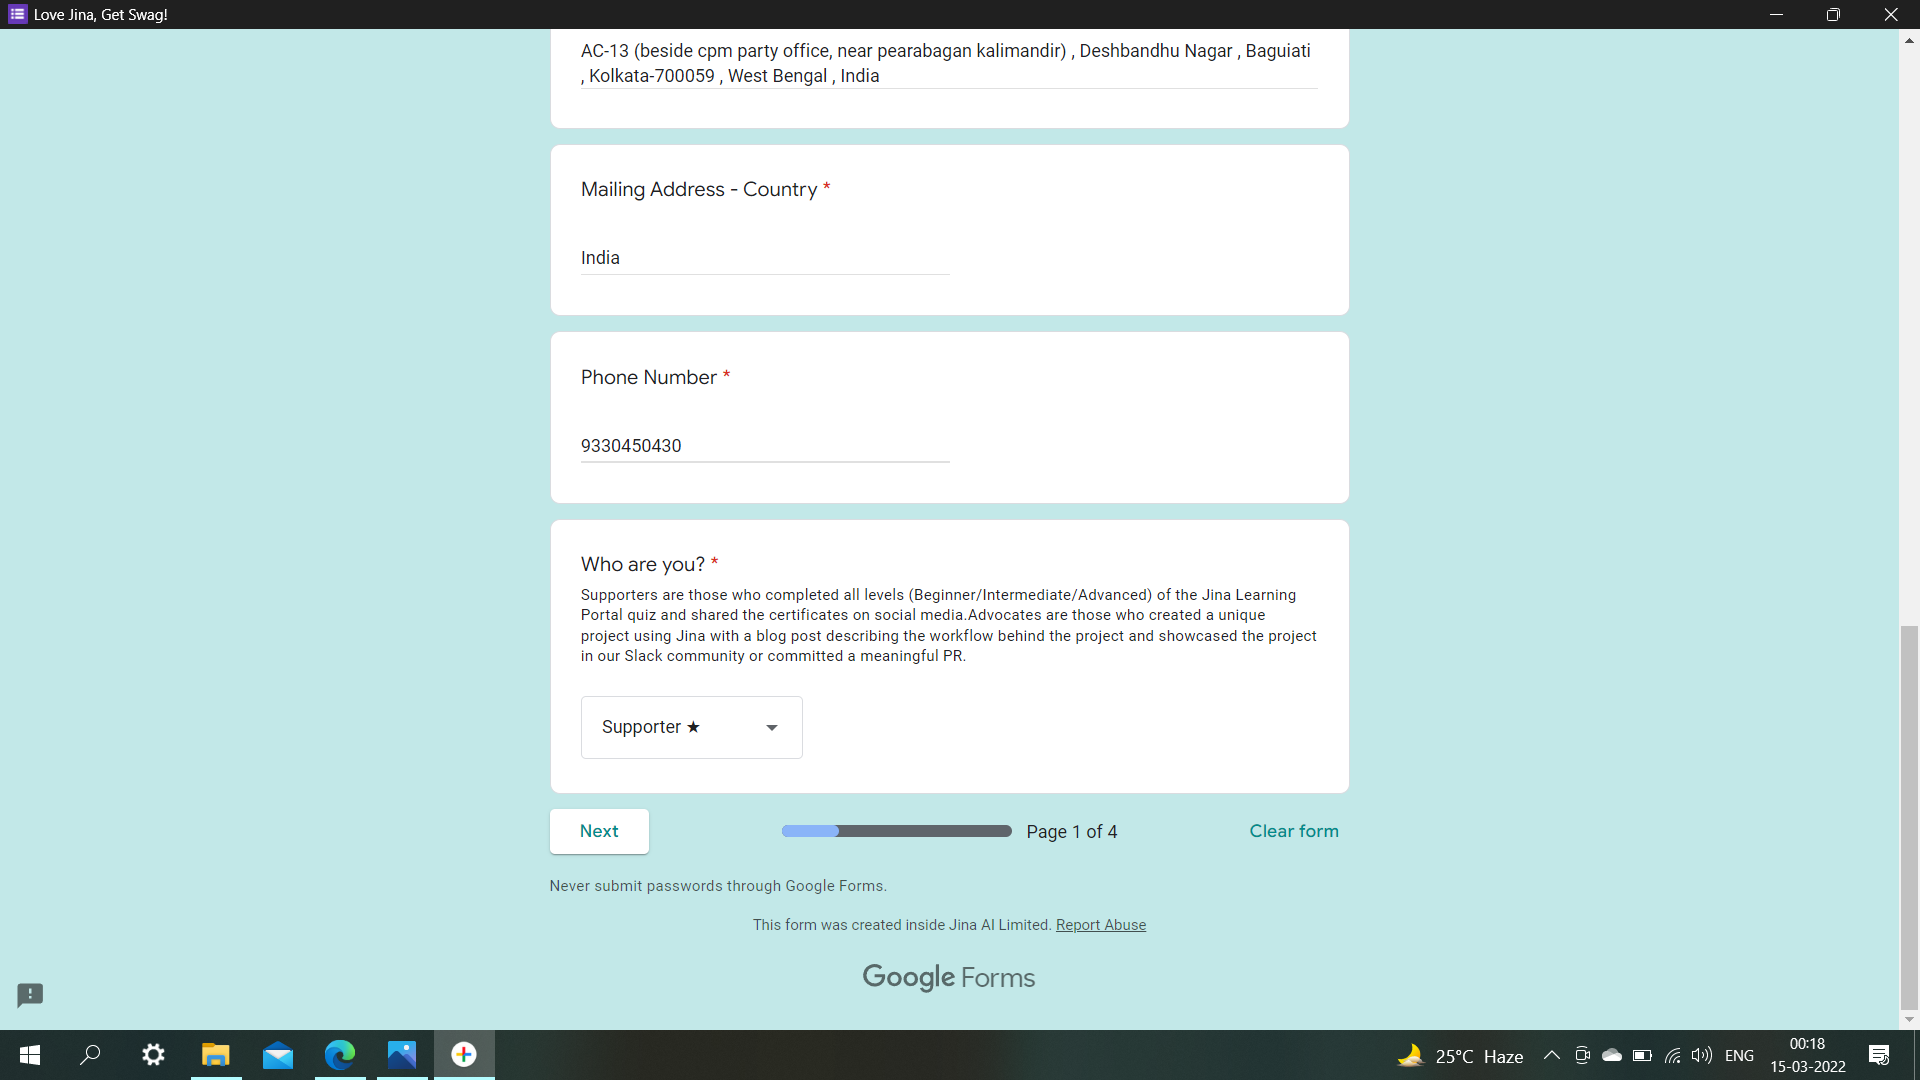 Love Jina, Get Swag!
AC-13 (beside cpm party office, near pearabagan kalimandir) , Deshbandhu Nagar , Baguiati
, Kolkata-700059 , West Bengal , India
Mailing Address - Country *
India
Phone Number *
9330450430
Who are you? *
Supporters are those who completed all levels (Beginner/Intermediate/Advanced) of the Jina Learning
Portal quiz and shared the certificates on social media.Advocates are those who created a unique
project using Jina with a blog post describing the workflow behind the project and showcased the project
in our Slack community or committed a meaningful PR.
Supporter ★
Next
Page 1 of 4
Clear form
Never submit passwords through Google Forms.
This form was created inside Jina AI Limited. Report Abuse
Google Forms
25°C Haze
ENG
00:18
15-03-2022